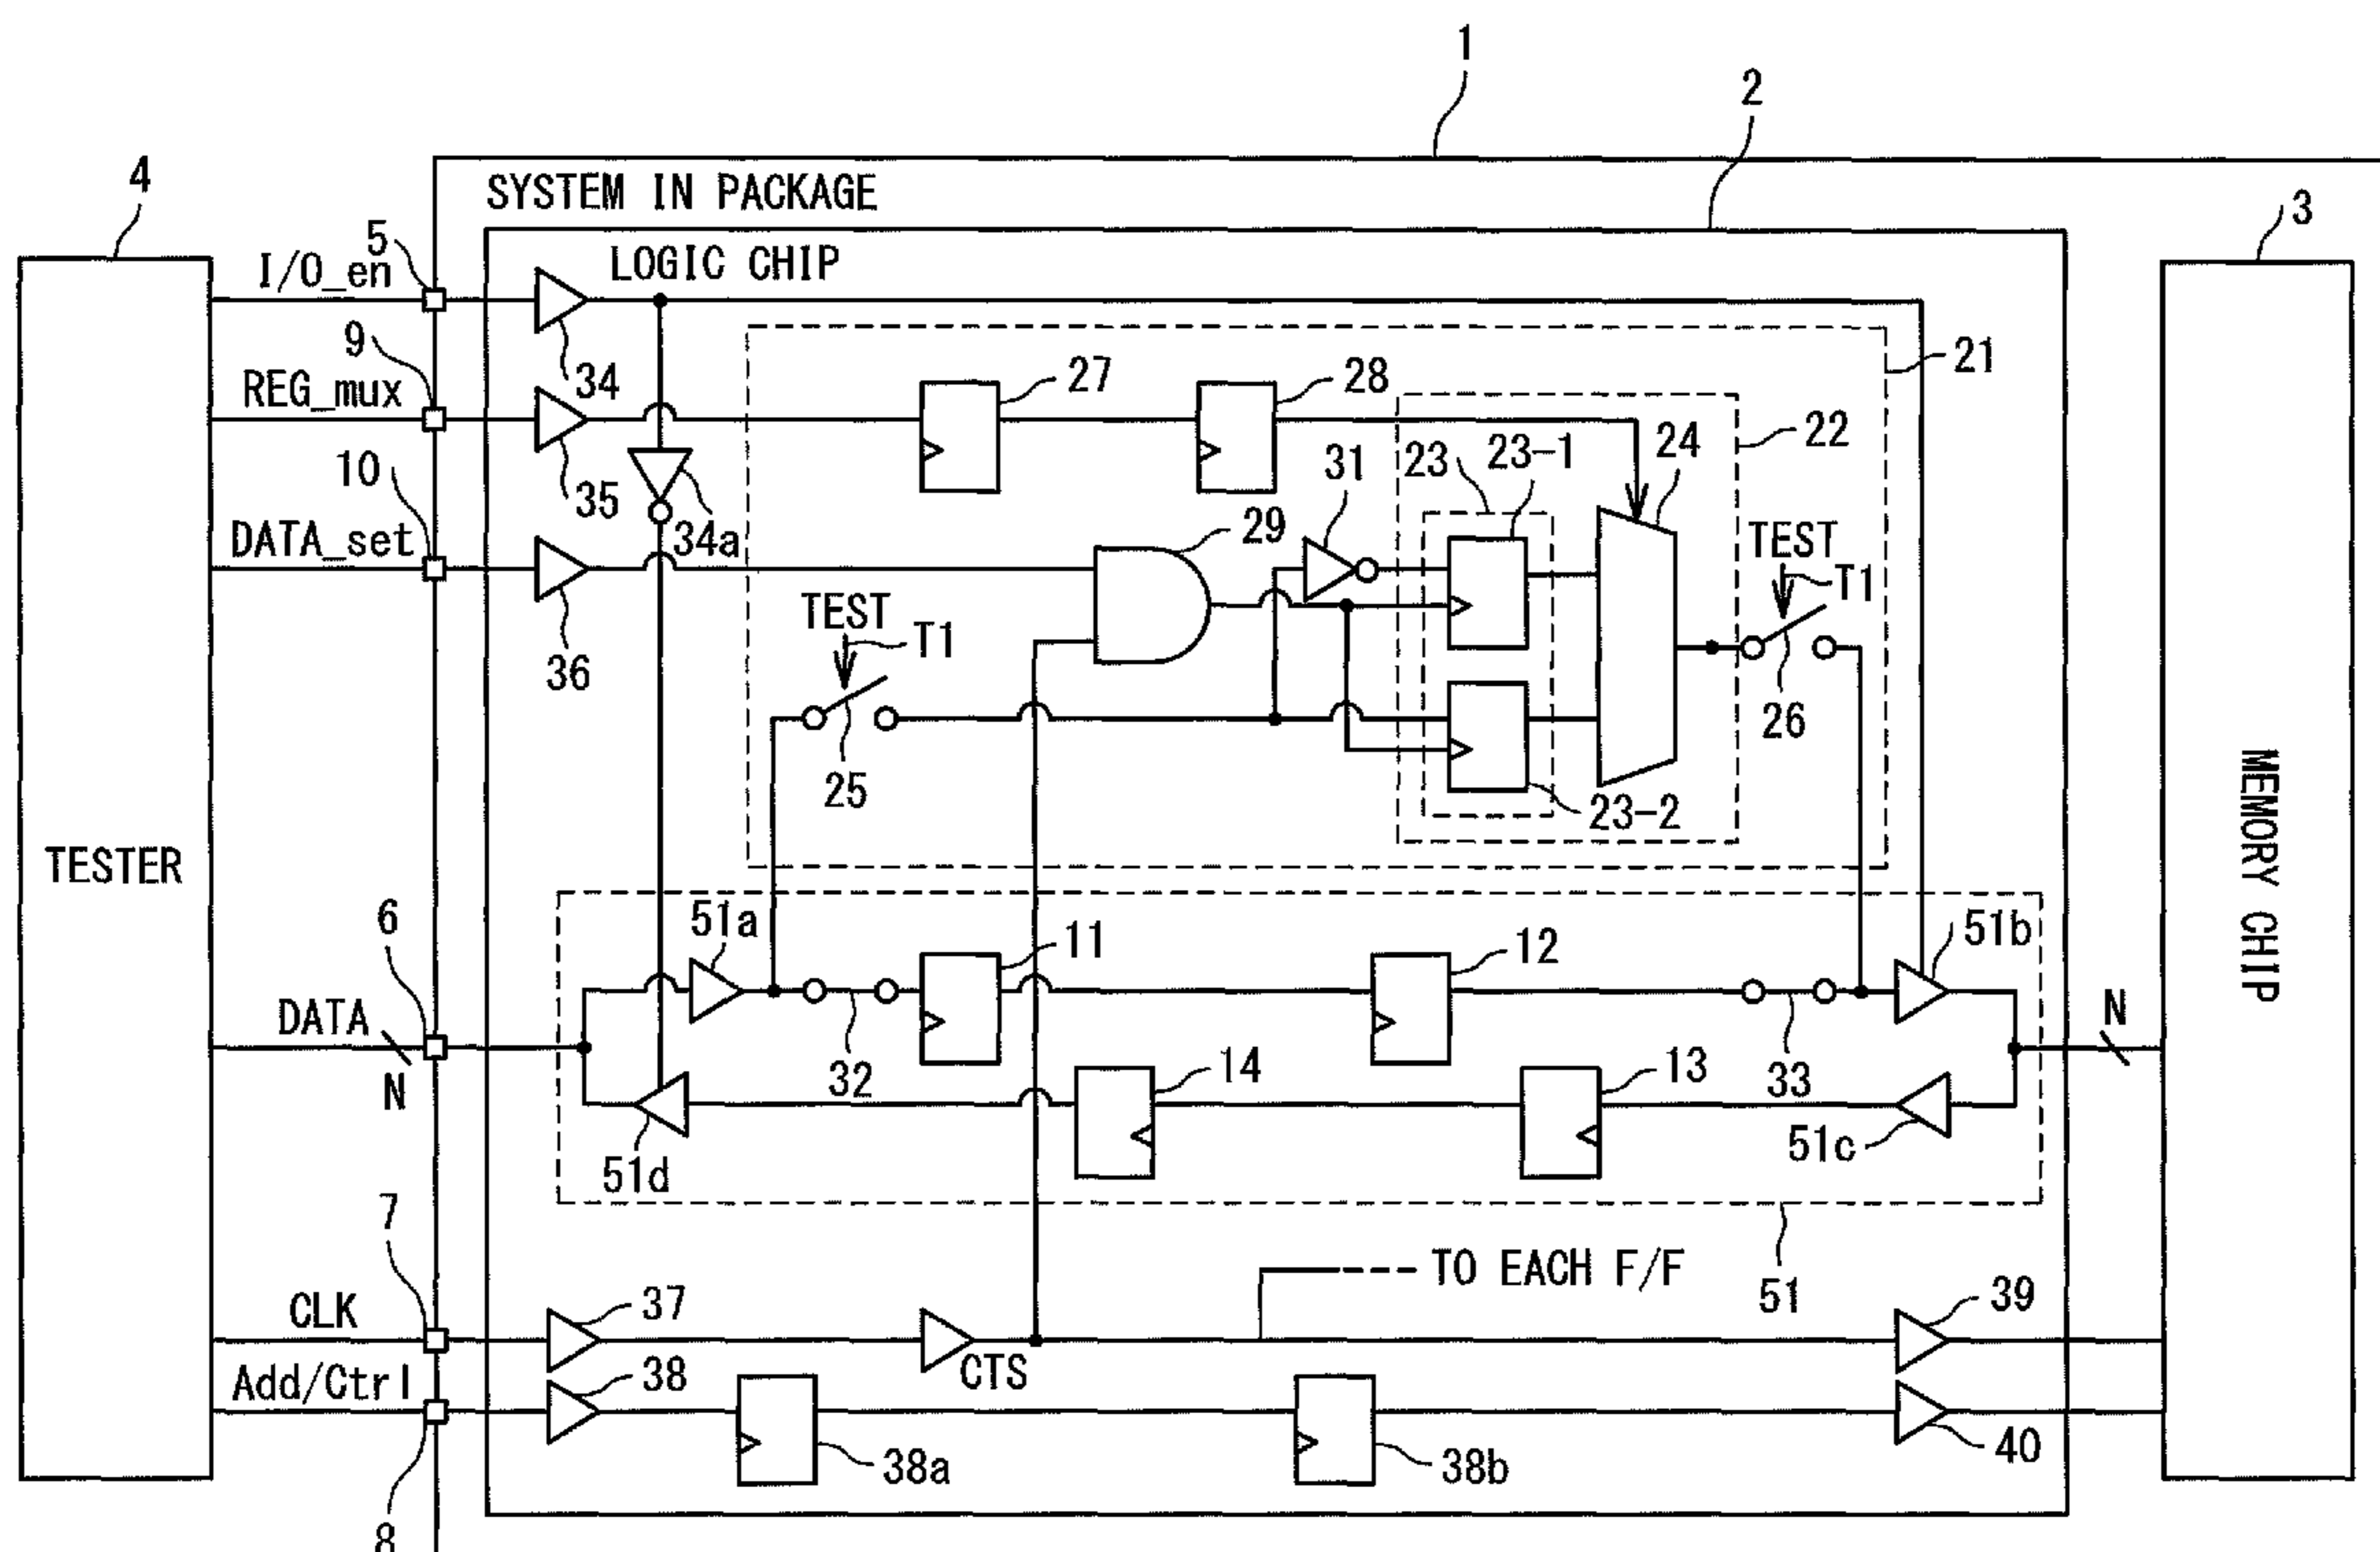 1
2
4
SYSTEM IN PACKAGE
3
5
I/O_en
LOGIC CHIP
9
34
27
28
21
REG_mux
22
10
35
31
23
23-1
24
34a
29
DATA_set
TEST
T1
36
TEST
T1
26
25
23-2
MEMORY CHIP
TESTER
6
51a
11
12
51b
DATA
N
N
32
14
13
33
51d
51c
7
TO EACH F/F
51
CLK
37
39
CTS
Add/Ctrl
38
38a
38b
40
8